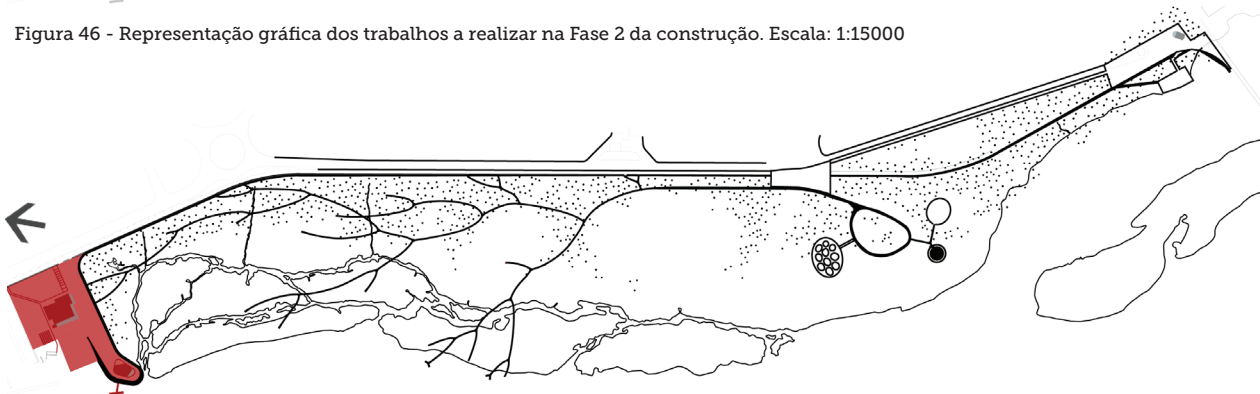 Figura 46 - Representação gráfica dos trabalhos a realizar na Fase 2 da construção. Escala: 1:15000